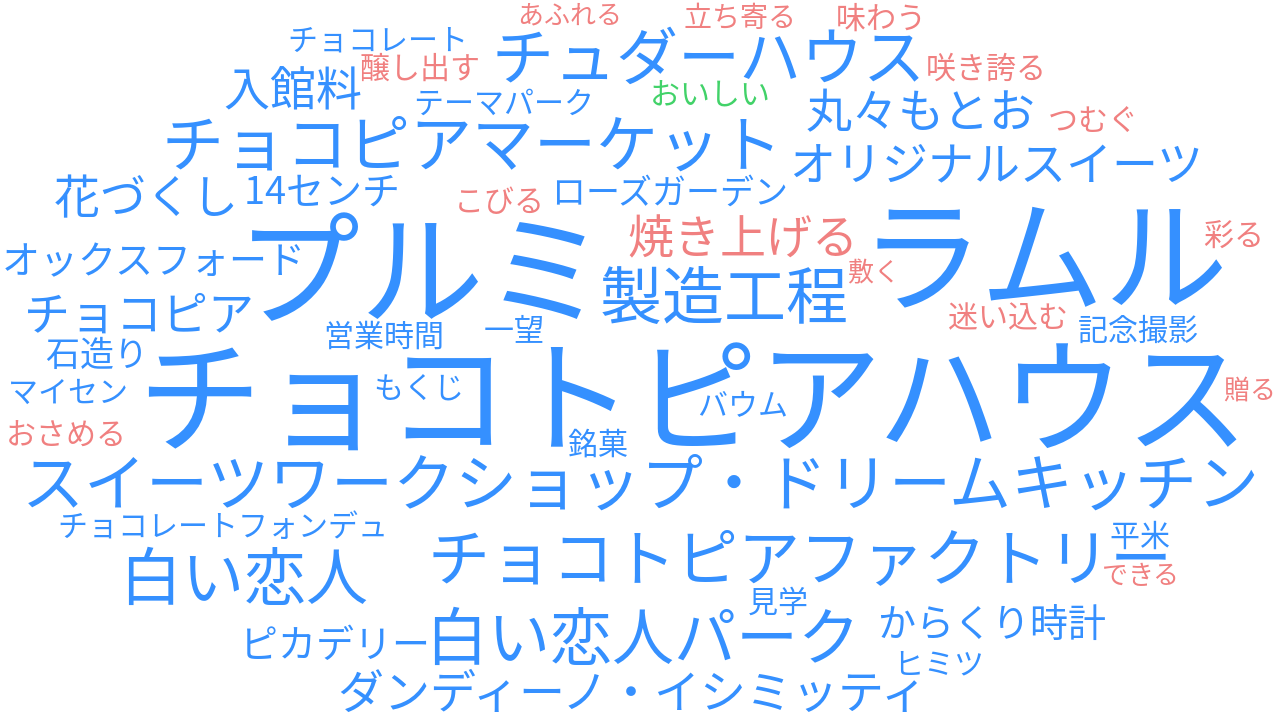 あふれる
立ち寄る
味わう
チョコレート
チュダーハウス
醸し出す
咲き誇る
入館料
テーマパーク
おいしい
丸々もとお
つむぐ
チョコピアマーケット
オリジナルスイーツ
花づくし
14センチ
こびる
ローズガーデン
焼き上げる
彩る
オックスフォード
プルミ
ラムル
敷く
製造工程
チョコピア
迷い込む
営業時間
一望
記念撮影
石造り
マイセン
もくじ
チョコトピアハウス
バウム
贈る
おさめる
銘菓
スイーツワークショップ・ドリームキッチン
チョコレートフォンデュ
平米
チョコトピアファクトリー
白い恋人
できる
見学
ピカデリー
白い恋人パーク
からくり時計
ヒミツ
ダンディーノ・イシミッティ